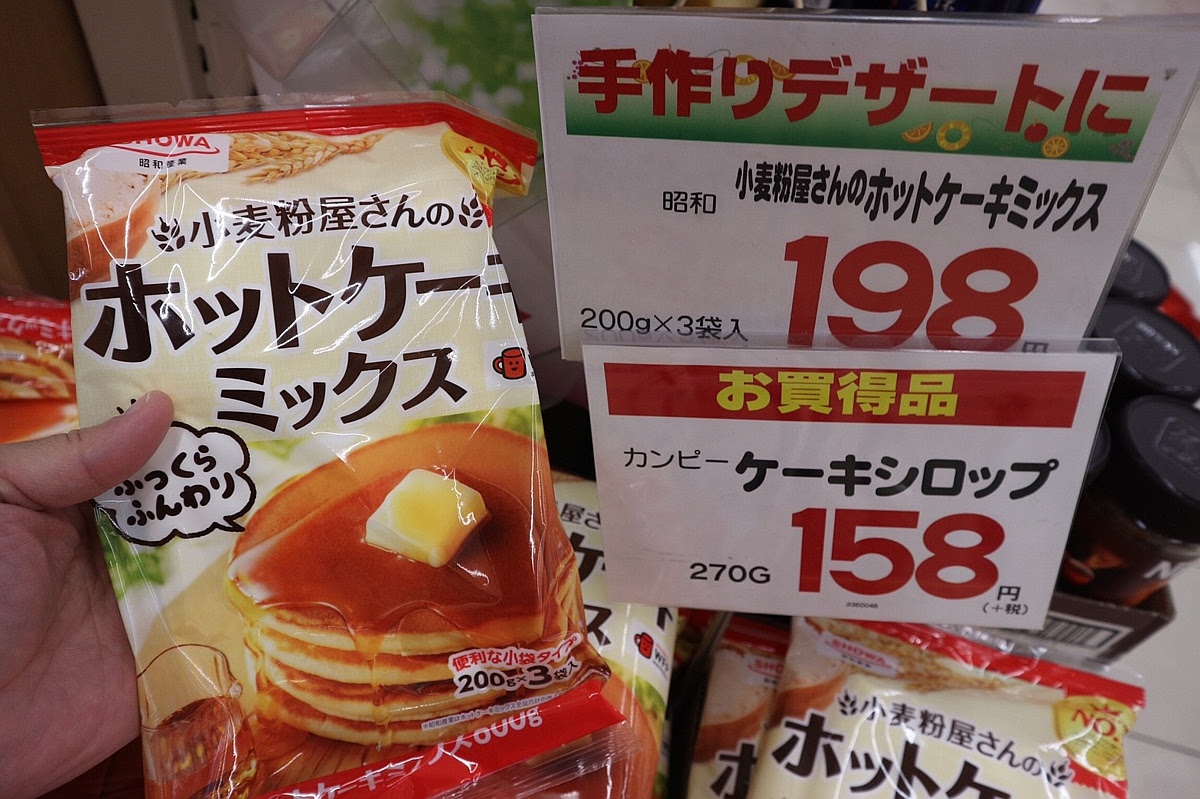 SHOWA
昭和産業
小麦粉屋さんの
ホットケーキ
ミックス
ふっくら
ふんわり
便利な小袋タイプ
200g×3袋入
600g
手作りデザートに
昭和
小麦粉屋さんのホットケーキミックス
200g×3袋入
198
円
お買得品
カンピー
ケーキシロップ
270G
158
円
(+税)
SHOWA
小麦粉屋さんの
ホットケ
NO.